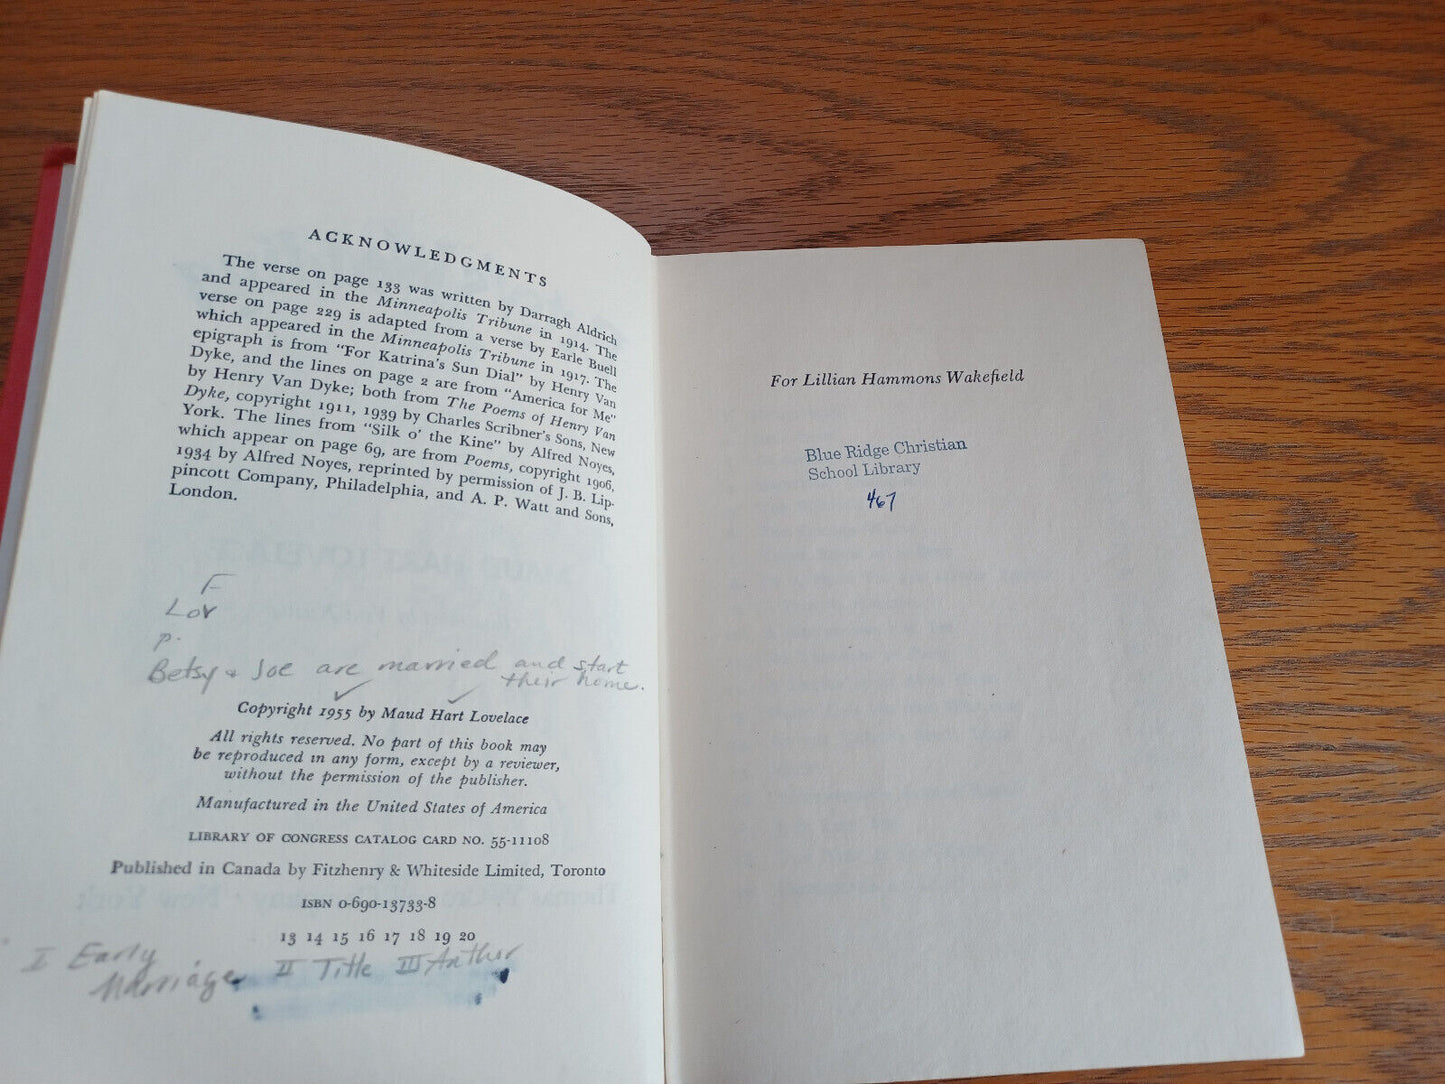 ACKNOWLEDGMENTS
The verse on page 133 was written by Darragh Aldrich
and appeared in the Minneapolis Tribune in 1914. The
verse on page 229 is adapted from a verse by Earle Buell
which appeared in the Minneapolis Tribune in 1917. The
epigraph is from "For Katrina's Sun Dial" by Henry Van
Dyke, and the lines on page 2 are from "America for Me"
by Henry Van Dyke; both from The Poems of Henry Van
Dyke, copyright 1911, 1939 by Charles Scribner's Sons, New
York. The lines from "Silk o' the Kine" by Alfred Noyes,
which appear on page 69, are from Poems, copyright 1906,
1934 by Alfred Noyes, reprinted by permission of J. B. Lip-
pincott Company, Philadelphia, and A. P. Watt and Sons,
London.
F
Lov
p.
Betsy & Joe are married and start
their home.
Copyright 1955 by Maud Hart Lovelace
All rights reserved. No part of this book may
be reproduced in any form, except by a reviewer,
without the permission of the publisher.
Manufactured in the United States of America
LIBRARY OF CONGRESS CATALOG CARD NO. 55-11108
Published in Canada by Fitzhenry & Whiteside Limited, Toronto
ISBN 0-690-13733-8
13 14 15 16 17 18 19 20
I Early Marriage II Title III Author
For Lillian Hammons Wakefield
Blue Ridge Christian
School Library
467